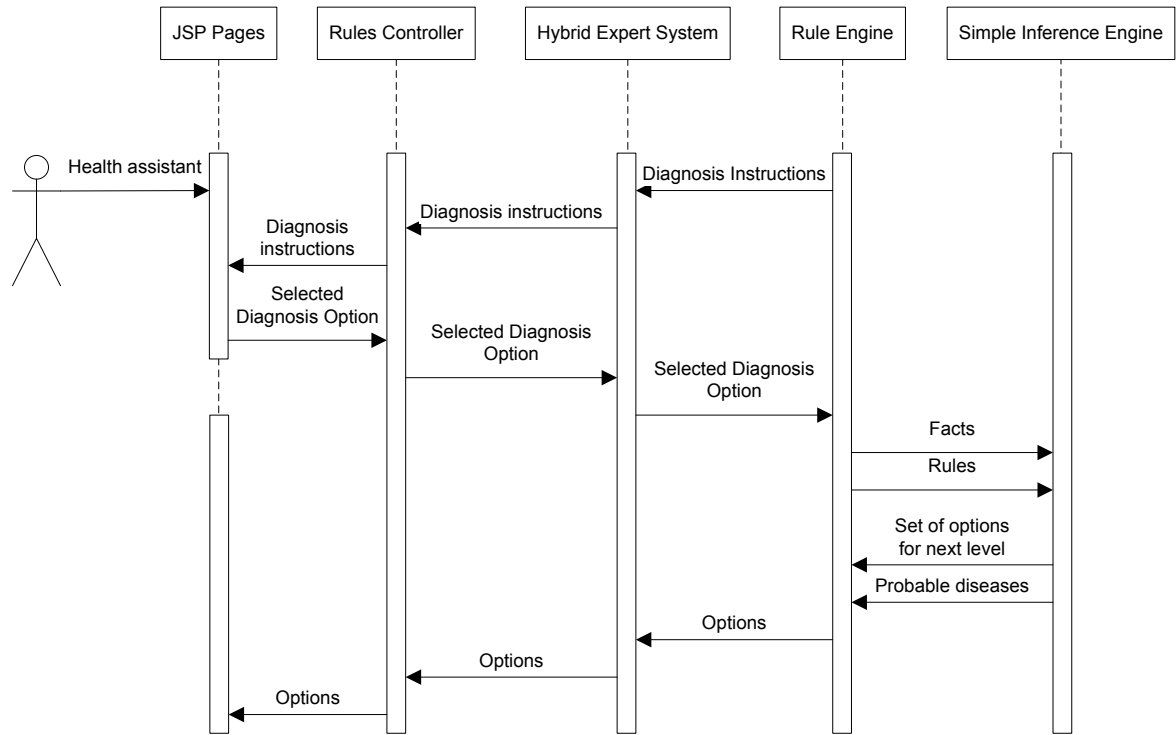 JSP Pages
Rules Controller
Hybrid Expert System
Rule Engine
Simple Inference Engine
Health assistant
Diagnosis Instructions
Diagnosis instructions
Diagnosis
instructions
Selected
Diagnosis Option
Selected Diagnosis
Option
Selected Diagnosis
Option
Facts
Rules
Set of options
for next level
Probable diseases
Options
Options
Options